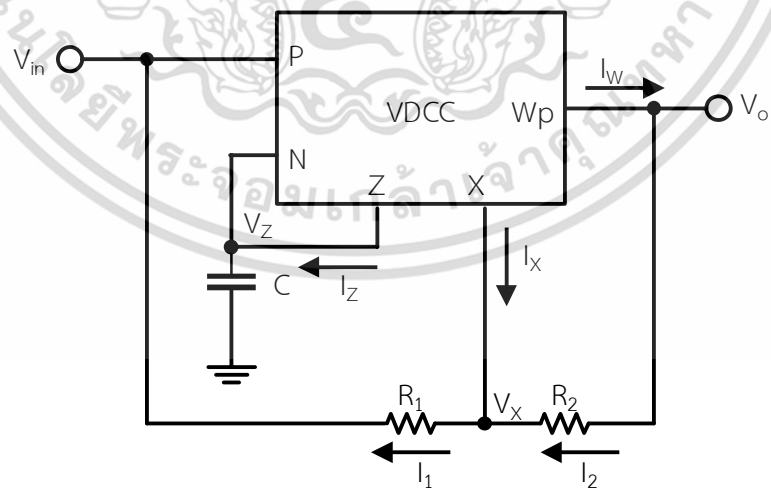 V_in
P
I_W
VDCC
Wp
V_o
N
Z
X
V_Z
I_X
C
I_Z
R_1
V_X
R_2
I_1
I_2